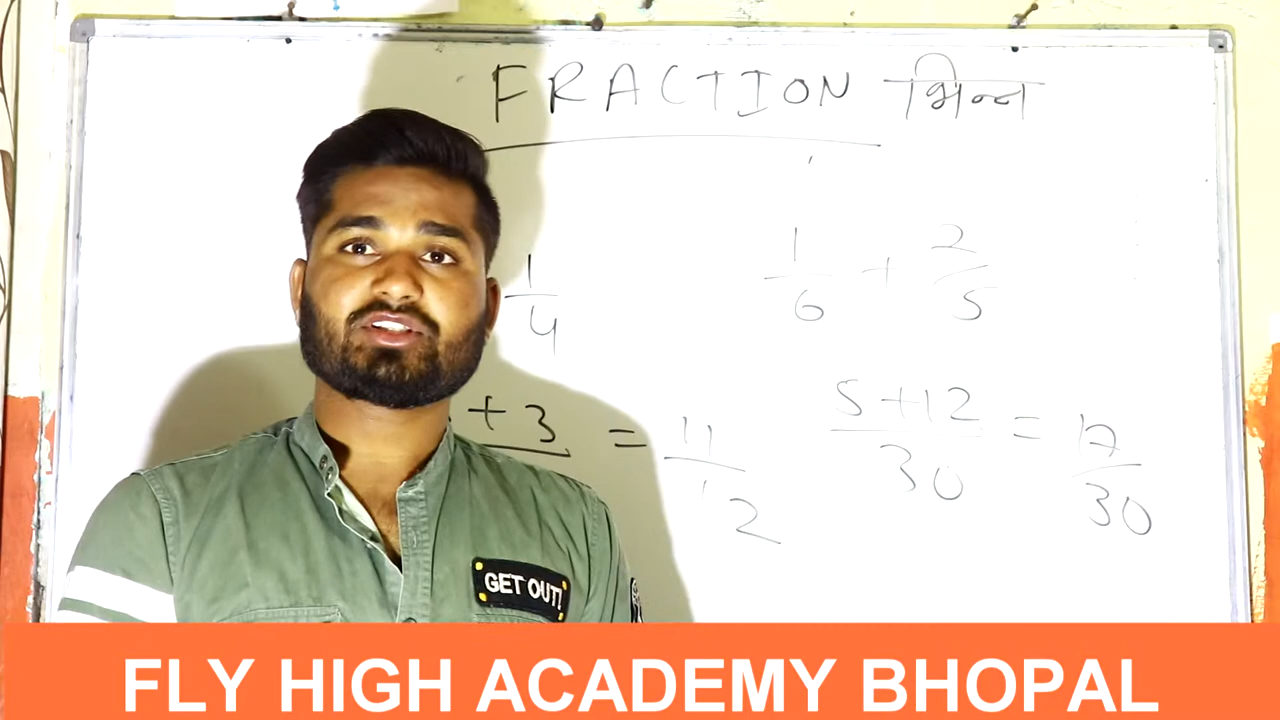 FRACTION भिन्न
1/4
1/6 + 2/5
+ 3 = 11/12
5+12/30 = 17/30
GET OUT!
FLY HIGH ACADEMY BHOPAL